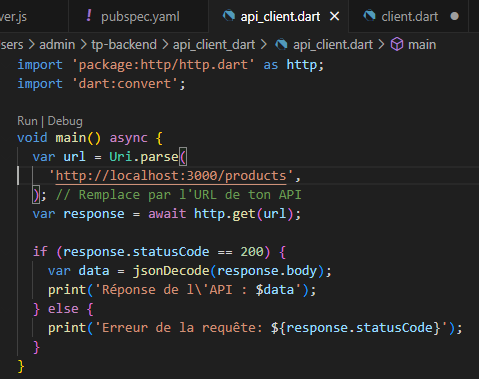 ver.js pubspec.yaml api_client.dart client.dart
sers > admin > tp-backend > api_client_dart > api_client.dart > main
import 'package:http/http.dart' as http;
import 'dart:convert';
Run | Debug
void main() async {
  var url = Uri.parse(
    'http://localhost:3000/products',
  ); // Remplace par l'URL de ton API
  var response = await http.get(url);
  if (response.statusCode == 200) {
    var data = jsonDecode(response.body);
    print('Réponse de l\'API : $data');
  } else {
    print('Erreur de la requête: ${response.statusCode}');
  }
}